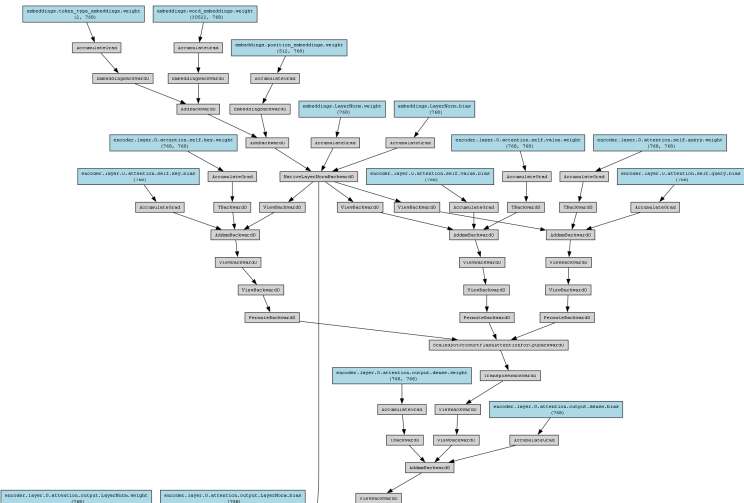 embeddings.token_type_embeddings.weight
(2, 768)
embeddings.word_embeddings.weight
(30522, 768)
AccumulateGrad
AccumulateGrad
embeddings.position_embeddings.weight
(512, 768)
EmbeddingBackward0
EmbeddingBackward0
AccumulateGrad
AddBackward0
EmbeddingBackward0
embeddings.LayerNorm.weight
(768)
embeddings.LayerNorm.bias
(768)
encoder.layer.0.attention.self.key.weight
(768, 768)
AddBackward0
AccumulateGrad
AccumulateGrad
encoder.layer.0.attention.self.value.weight
(768, 768)
encoder.layer.0.attention.self.query.weight
(768, 768)
encoder.layer.0.attention.self.key.bias
(768)
AccumulateGrad
NativeLayerNormBackward0
encoder.layer.0.attention.self.value.bias
(768)
AccumulateGrad
AccumulateGrad
encoder.layer.0.attention.self.query.bias
(768)
AccumulateGrad
TBackward0
ViewBackward0
ViewBackward0
ViewBackward0
AccumulateGrad
TBackward0
TBackward0
AccumulateGrad
AddmmBackward0
AddmmBackward0
AddmmBackward0
ViewBackward0
ViewBackward0
ViewBackward0
ViewBackward0
ViewBackward0
ViewBackward0
PermuteBackward0
PermuteBackward0
PermuteBackward0
ScaledDotProductFlashAttentionForCpuBackward0
encoder.layer.0.attention.output.dense.weight
(768, 768)
TransposeBackward0
AccumulateGrad
ViewBackward0
encoder.layer.0.attention.output.dense.bias
(768)
TBackward0
ViewBackward0
AccumulateGrad
AddmmBackward0
encoder.layer.0.attention.output.LayerNorm.weight
(768)
encoder.layer.0.attention.output.LayerNorm.bias
(768)
ViewBackward0